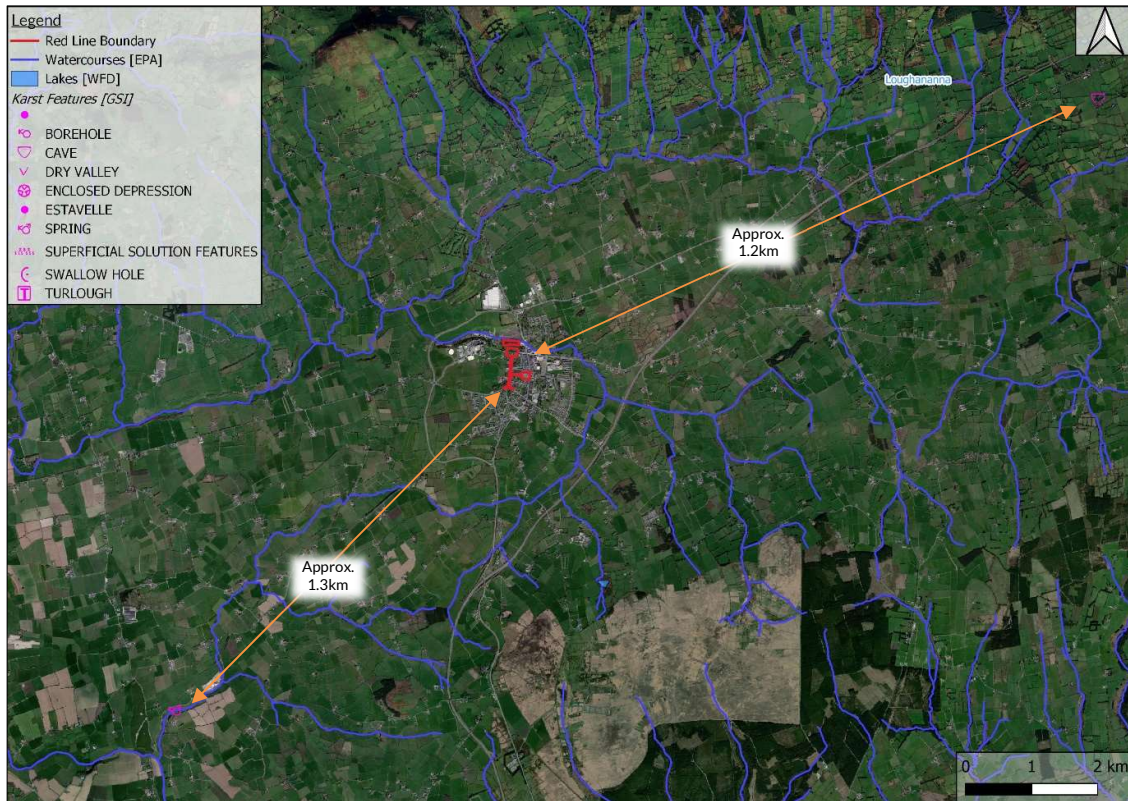 Legend
Red Line Boundary
Watercourses [EPA]
Lakes [WFD]
Karst Features [GSI]
BOREHOLE
CAVE
DRY VALLEY
ENCLOSED DEPRESSION
ESTAVELLE
SPRING
SUPERFICIAL SOLUTION FEATURES
SWALLOW HOLE
TURLOUGH
Loughananna
Approx.
1.2km
Approx.
1.3km
0 1 2 km